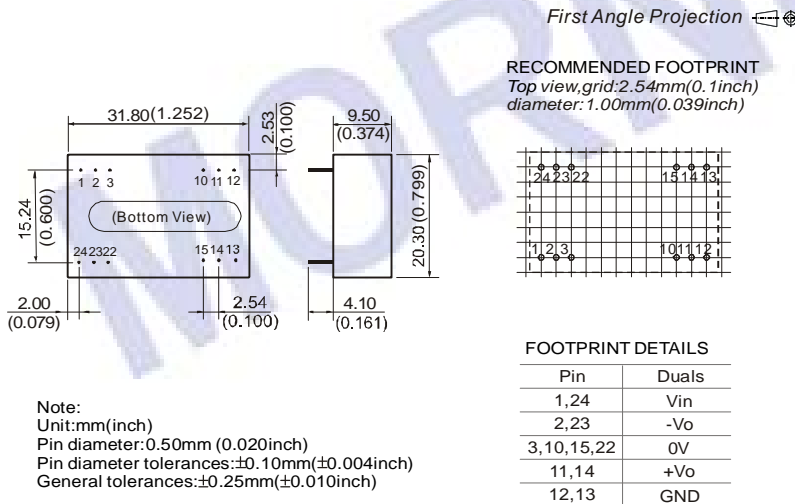 First Angle Projection
RECOMMENDED FOOTPRINT
Top view,grid:2.54mm(0.1inch)
diameter:1.00mm(0.039inch)
31.80(1.252)
2.53
(0.100)
9.50
(0.374)
1 2 3 10 11 12
(Bottom View)
24 23 22 15 14 13
15.24
(0.600)
20.30(0.799)
2.00
(0.079)
2.54
(0.100)
4.10
(0.161)
24 23 22 15 14 13
1 2 3 10 11 12
FOOTPRINT DETAILS
Pin Duals
1,24 Vin
2,23 -Vo
3,10,15,22 0V
11,14 +Vo
12,13 GND
Note:
Unit:mm(inch)
Pin diameter:0.50mm (0.020inch)
Pin diameter tolerances:±0.10mm(±0.004inch)
General tolerances:±0.25mm(±0.010inch)